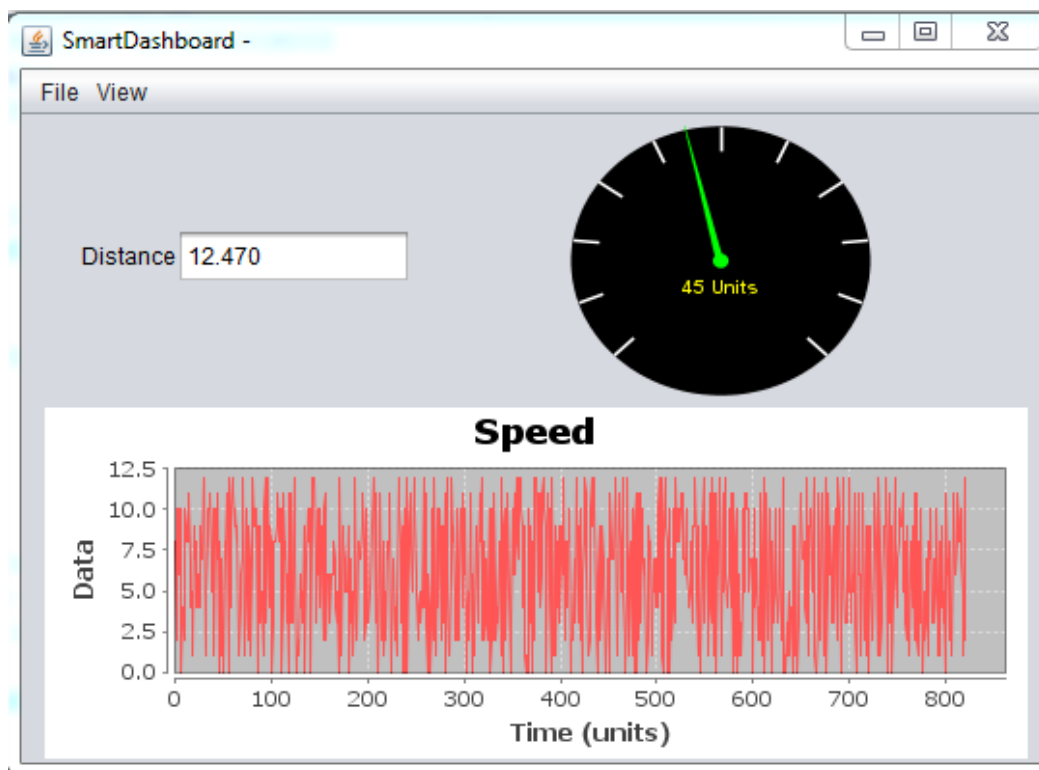 SmartDashboard -
File View
Distance 12.470
45 Units
Speed
12.5
10.0
7.5
5.0
2.5
0.0
Data
0 100 200 300 400 500 600 700 800
Time (units)